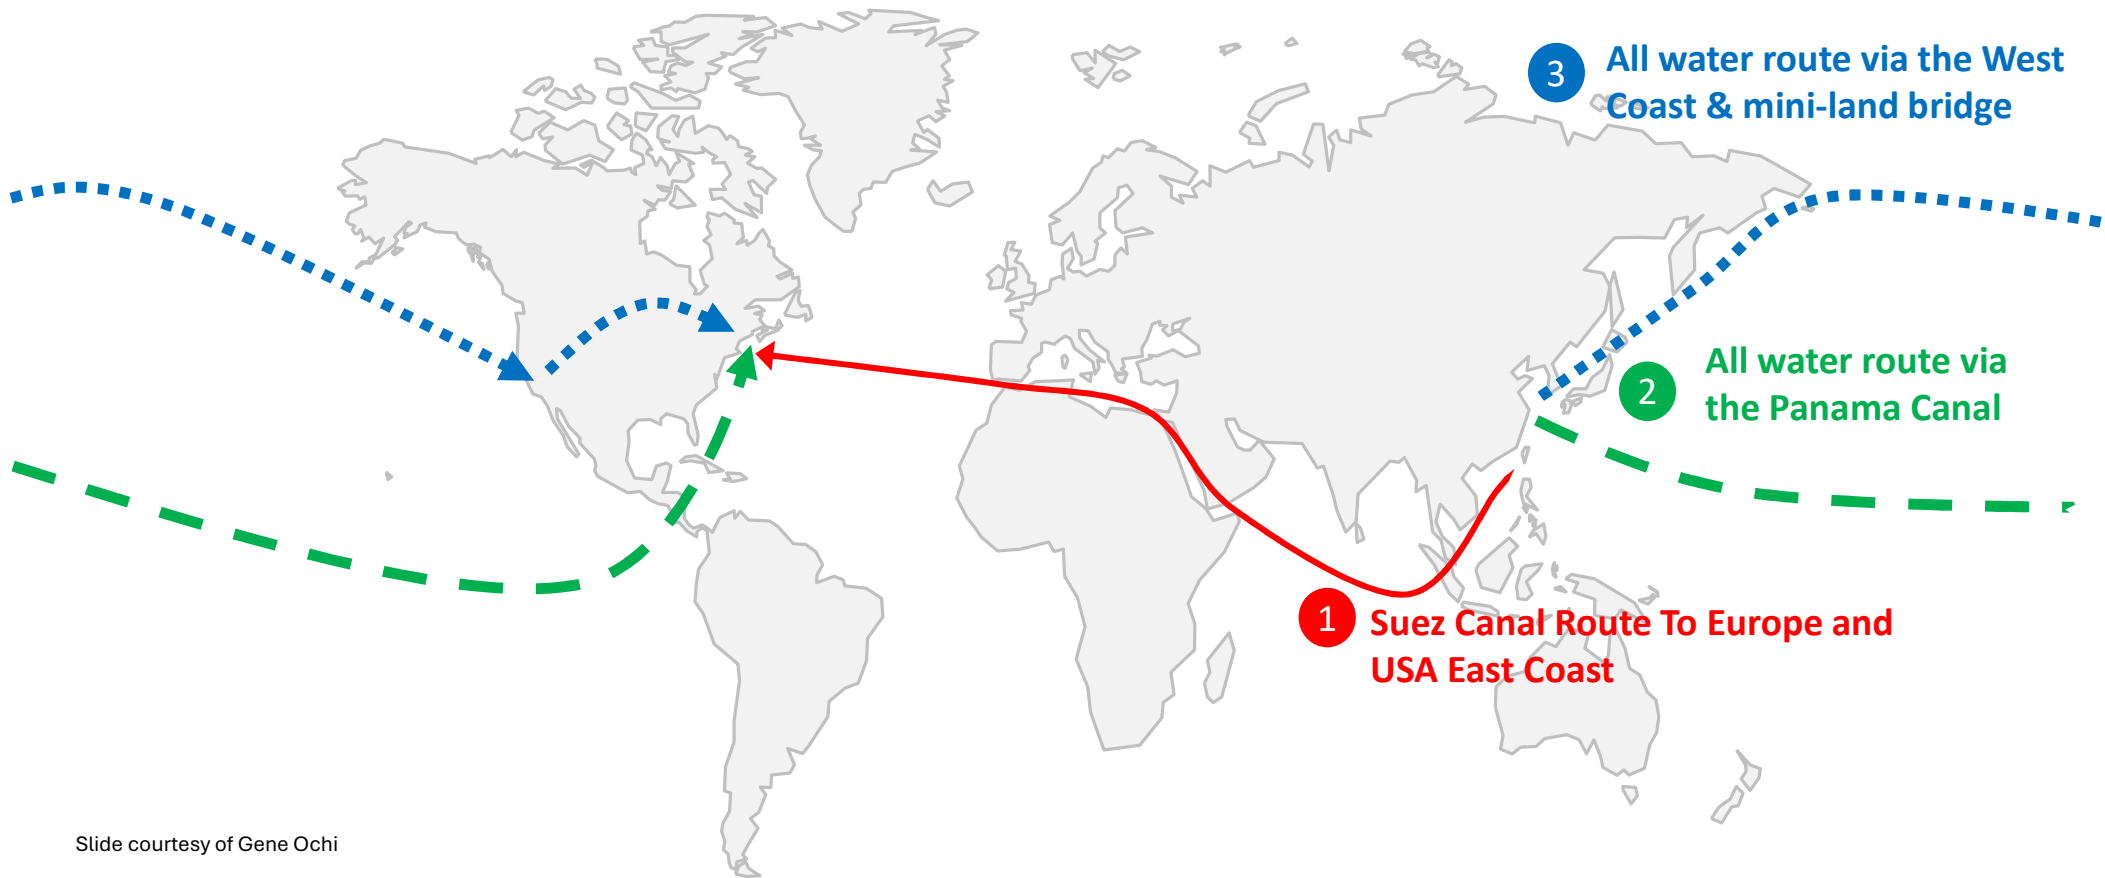 3
All water route via the West
Coast & mini-land bridge
2
All water route via
the Panama Canal
1
Suez Canal Route To Europe and
USA East Coast
Slide courtesy of Gene Ochi